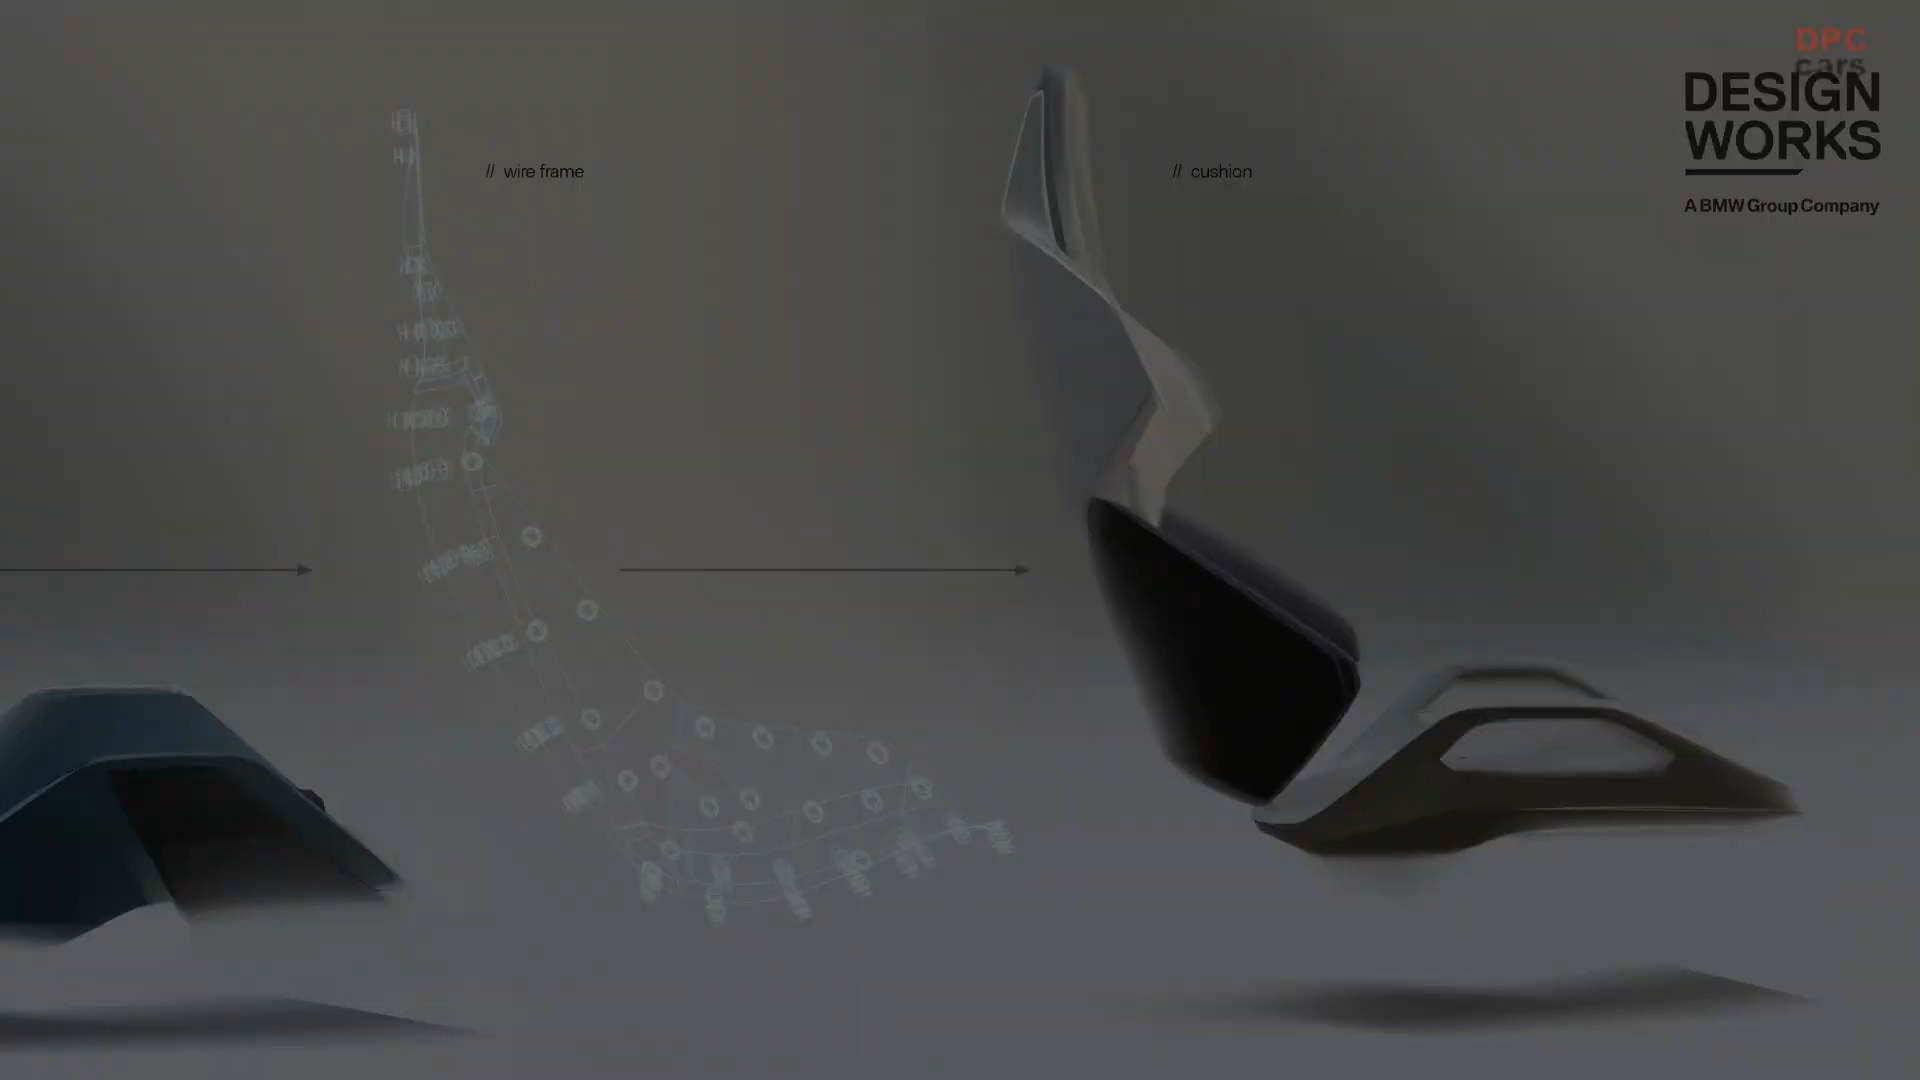 DPC
cars
DESIGN
WORKS
A BMW Group Company
// wire frame
// cushion